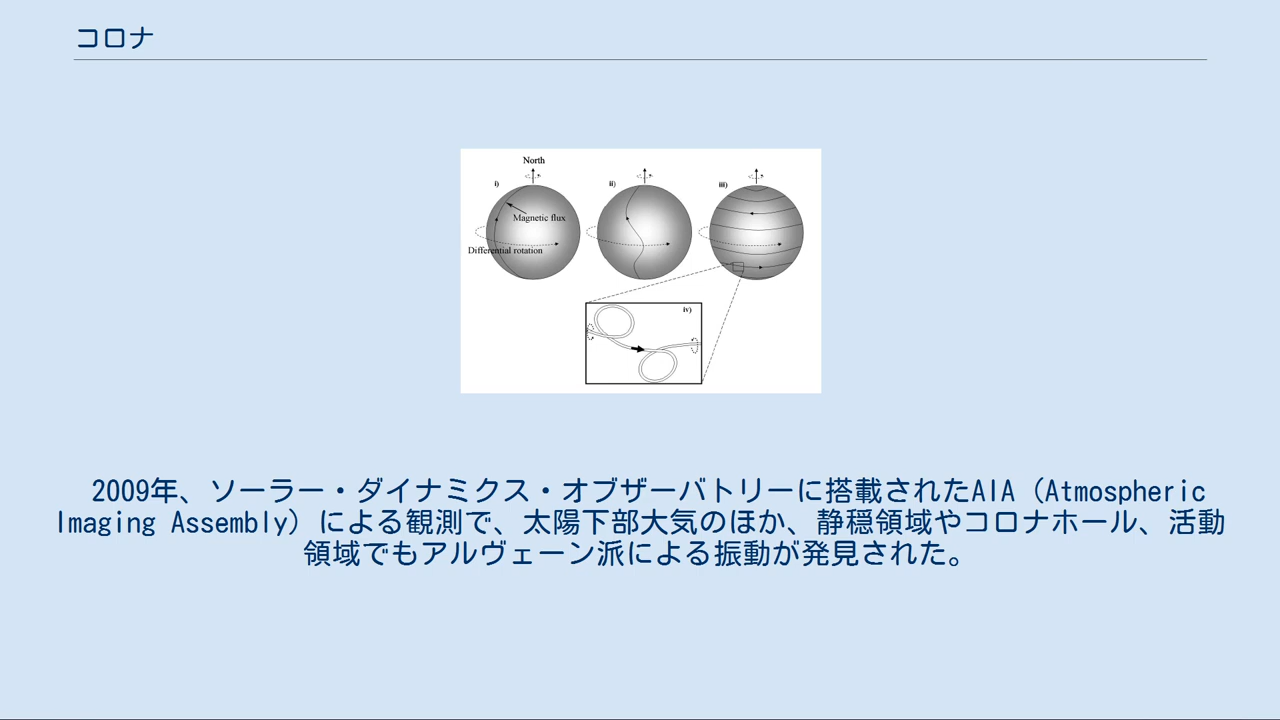 コロナ
North
i)
ii)
iii)
Magnetic flux
Differential rotation
iv)
2009年、ソーラー・ダイナミクス・オブザーバトリーに搭載されたAIA (Atmospheric
Imaging Assembly) による観測で、太陽下部大気のほか、静穏領域やコロナホール、活動
領域でもアルヴェーン派による振動が発見された。